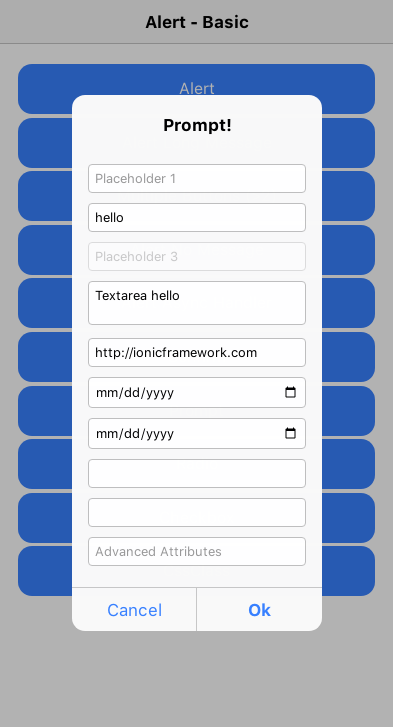 Alert - Basic
Alert
Prompt!
Placeholder 1
hello
Placeholder 3
Textarea hello
http://ionicframework.com
mm/dd/yyyy
mm/dd/yyyy
Advanced Attributes
Cancel
Ok